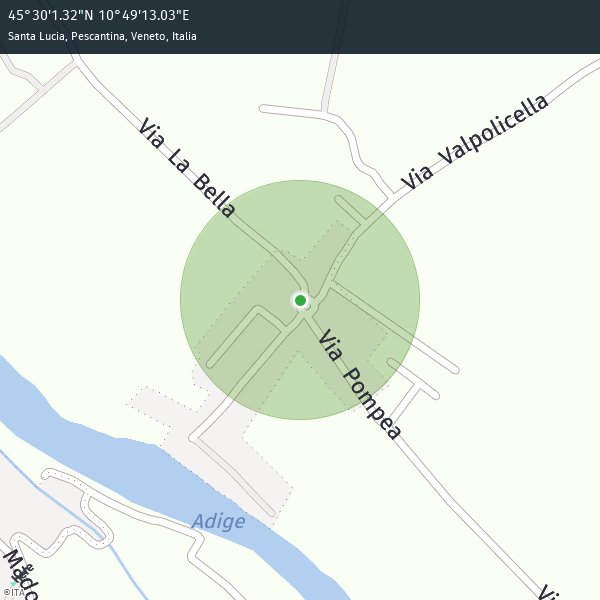 45°30'1.32"N 10°49'13.03"E
Santa Lucia, Pescantina, Veneto, Italia
Via La Bella
Via Valpolicella
Via Pompea
Adige
©ITA